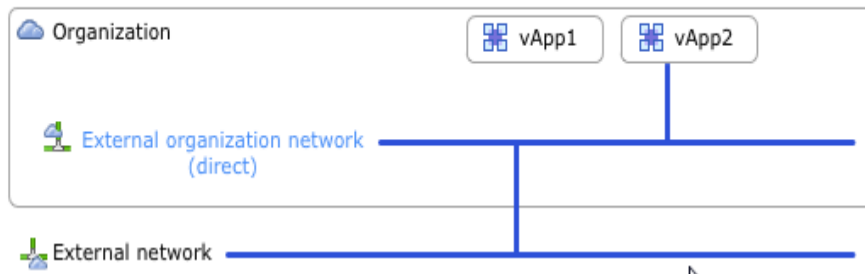 Organization
vApp1
vApp2
External organization network
(direct)
External network